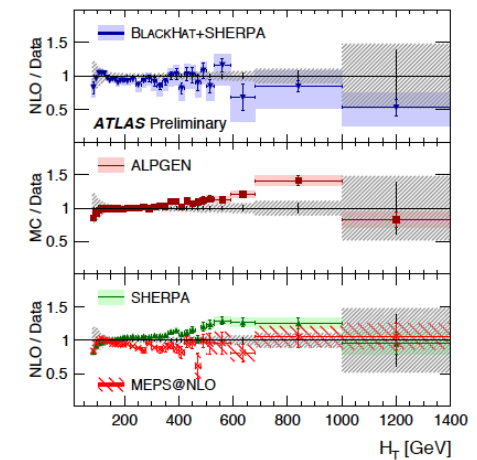 NLO / Data
1.5
1
0.5
BLACKHAT+SHERPA
ATLAS Preliminary
MC / Data
1.5
1
0.5
ALPGEN
NLO / Data
1.5
1
0.5
SHERPA
MEPS@NLO
200 400 600 800 1000 1200 1400
H_T [GeV]